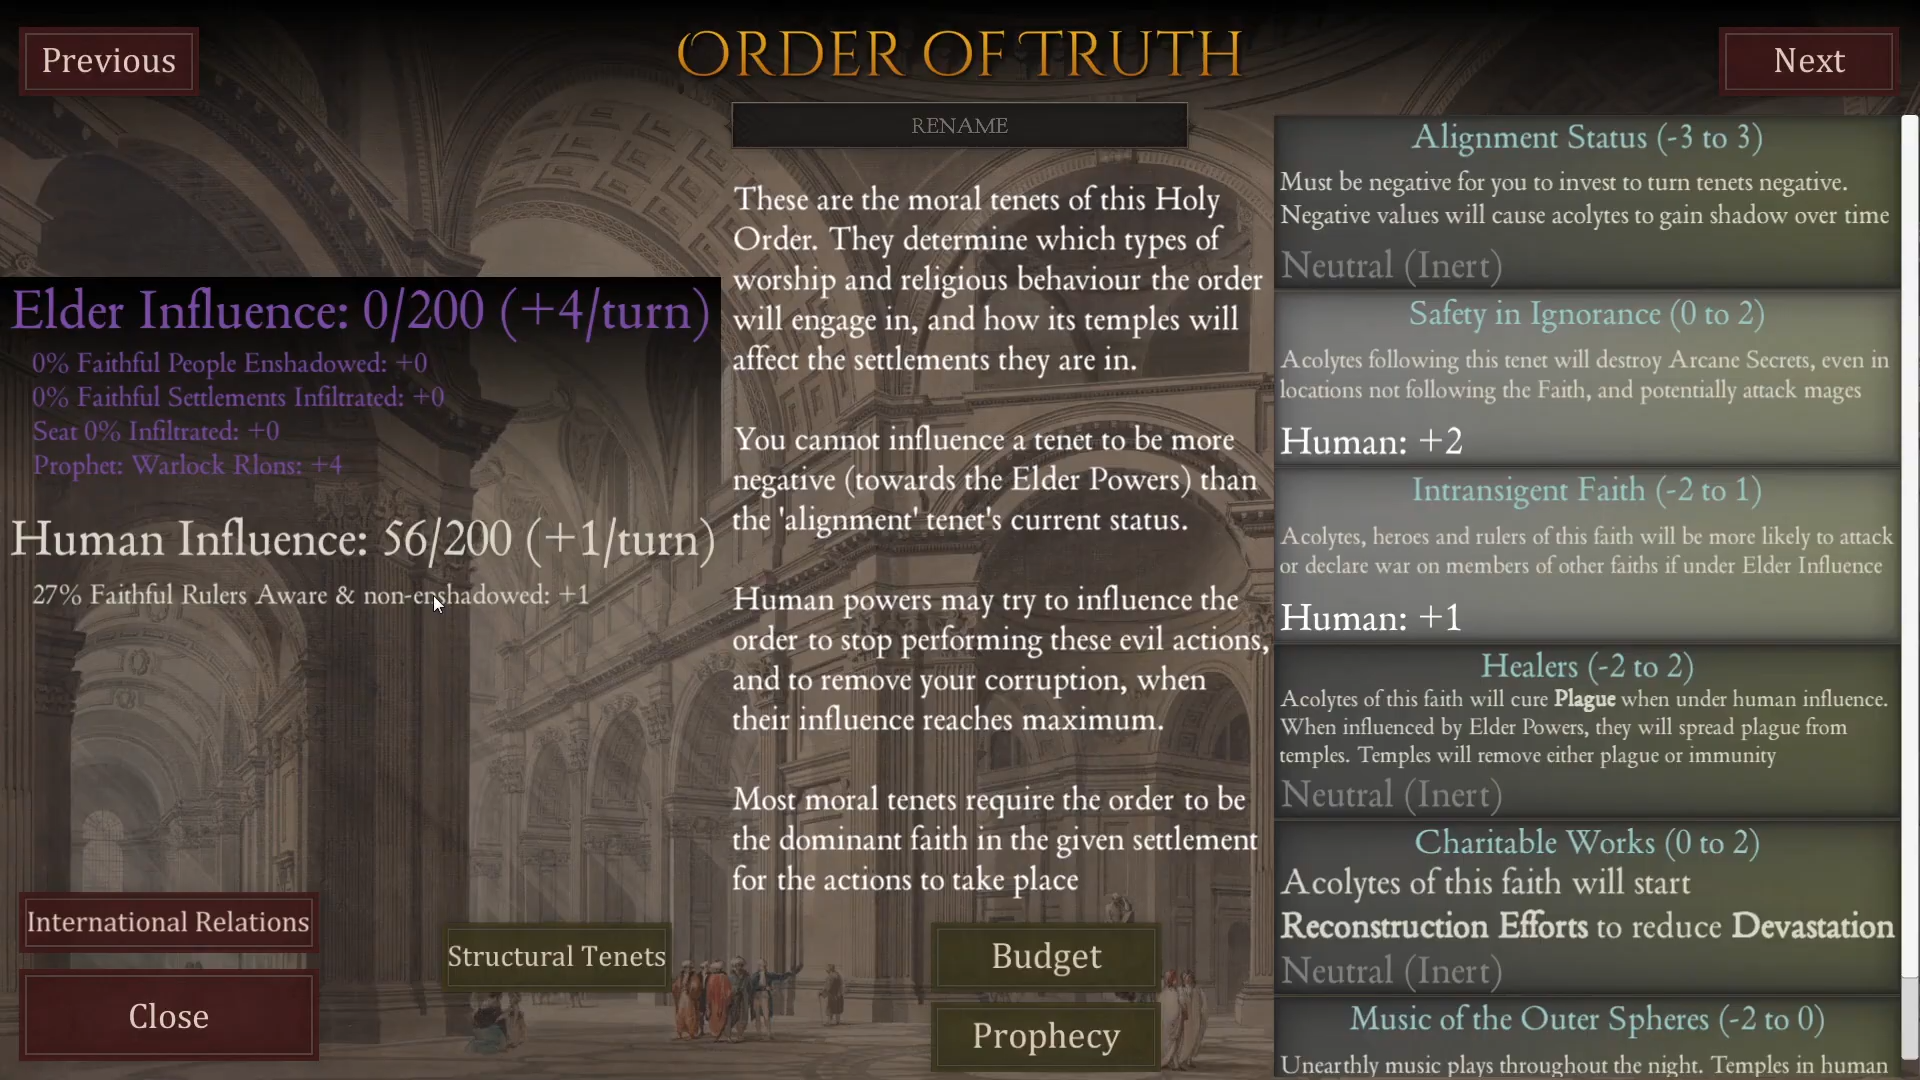 Previous
ORDER OF TRUTH
Next
RENAME
Elder Influence: 0/200 (+4/turn)
0% Faithful People Enshadowed: +0
0% Faithful Settlements Infiltrated: +0
Seat 0% Infiltrated: +0
Prophet: Warlock Rlons: +4
Human Influence: 56/200 (+1/turn)
27% Faithful Rulers Aware & non-enshadowed: +1
These are the moral tenets of this Holy
Order. They determine which types of
worship and religious behaviour the order
will engage in, and how its temples will
affect the settlements they are in.
You cannot influence a tenet to be more
negative (towards the Elder Powers) than
the 'alignment' tenet's current status.
Human powers may try to influence the
order to stop performing these evil actions,
and to remove your corruption, when
their influence reaches maximum.
Most moral tenets require the order to be
the dominant faith in the given settlement
for the actions to take place
Alignment Status (-3 to 3)
Must be negative for you to invest to turn tenets negative.
Negative values will cause acolytes to gain shadow over time
Neutral (Inert)
Safety in Ignorance (0 to 2)
Acolytes following this tenet will destroy Arcane Secrets, even in
locations not following the Faith, and potentially attack mages
Human: +2
Intransigent Faith (-2 to 1)
Acolytes, heroes and rulers of this faith will be more likely to attack
or declare war on members of other faiths if under Elder Influence
Human: +1
Healers (-2 to 2)
Acolytes of this faith will cure Plague when under human influence.
When influenced by Elder Powers, they will spread plague from
temples. Temples will remove either plague or immunity
Neutral (Inert)
Charitable Works (0 to 2)
Acolytes of this faith will start
Reconstruction Efforts to reduce Devastation
Neutral (Inert)
Music of the Outer Spheres (-2 to 0)
Unearthly music plays throughout the night. Temples in human
International Relations
Structural Tenets
Budget
Close
Prophecy